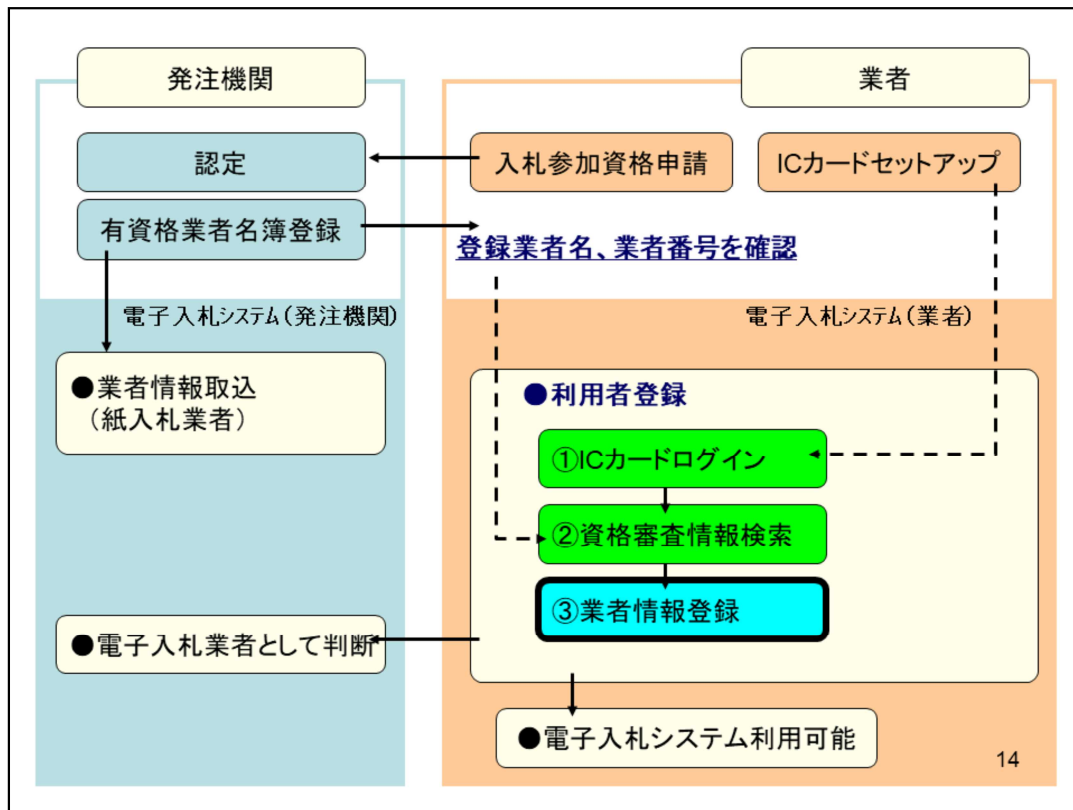 発注機関
業者
認定
入札参加資格申請
ICカードセットアップ
有資格業者名簿登録
登録業者名、業者番号を確認
電子入札システム(発注機関)
電子入札システム(業者)
●業者情報取込
(紙入札業者)
●利用者登録
①ICカードログイン
②資格審査情報検索
③業者情報登録
●電子入札業者として判断
●電子入札システム利用可能
14